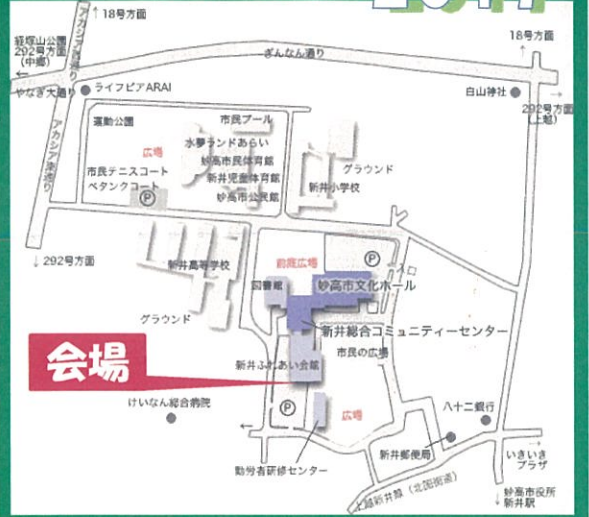 ↑18号方面
18号方面
↑
経塚山公園
292号方面
(中郷)
←
アカシア西通り
ぎんなん通り
やなぎ大通り
ライフピアARAI
白山神社
→
292号方面
(上越)
運動公園
市民プール
アカシア東通り
広場
水夢ランドあらい
妙高市民体育館
市民テニスコート
新井児童体育館
ペタンクコート
妙高市公民館
P
グラウンド
新井小学校
↓292号方面
新井高等学校
前庭広場
P
入口
図書館
妙高市文化ホール
グラウンド
新井総合コミュニティーセンター
会場
新井ふれあい会館
市民の広場
けいなん総合病院
P
広場
八十二銀行
←
新井郵便局
→
いきいき
プラザ
勤労者研修センター
上越新井線(北国街道)
↓
妙高市役所
新井駅